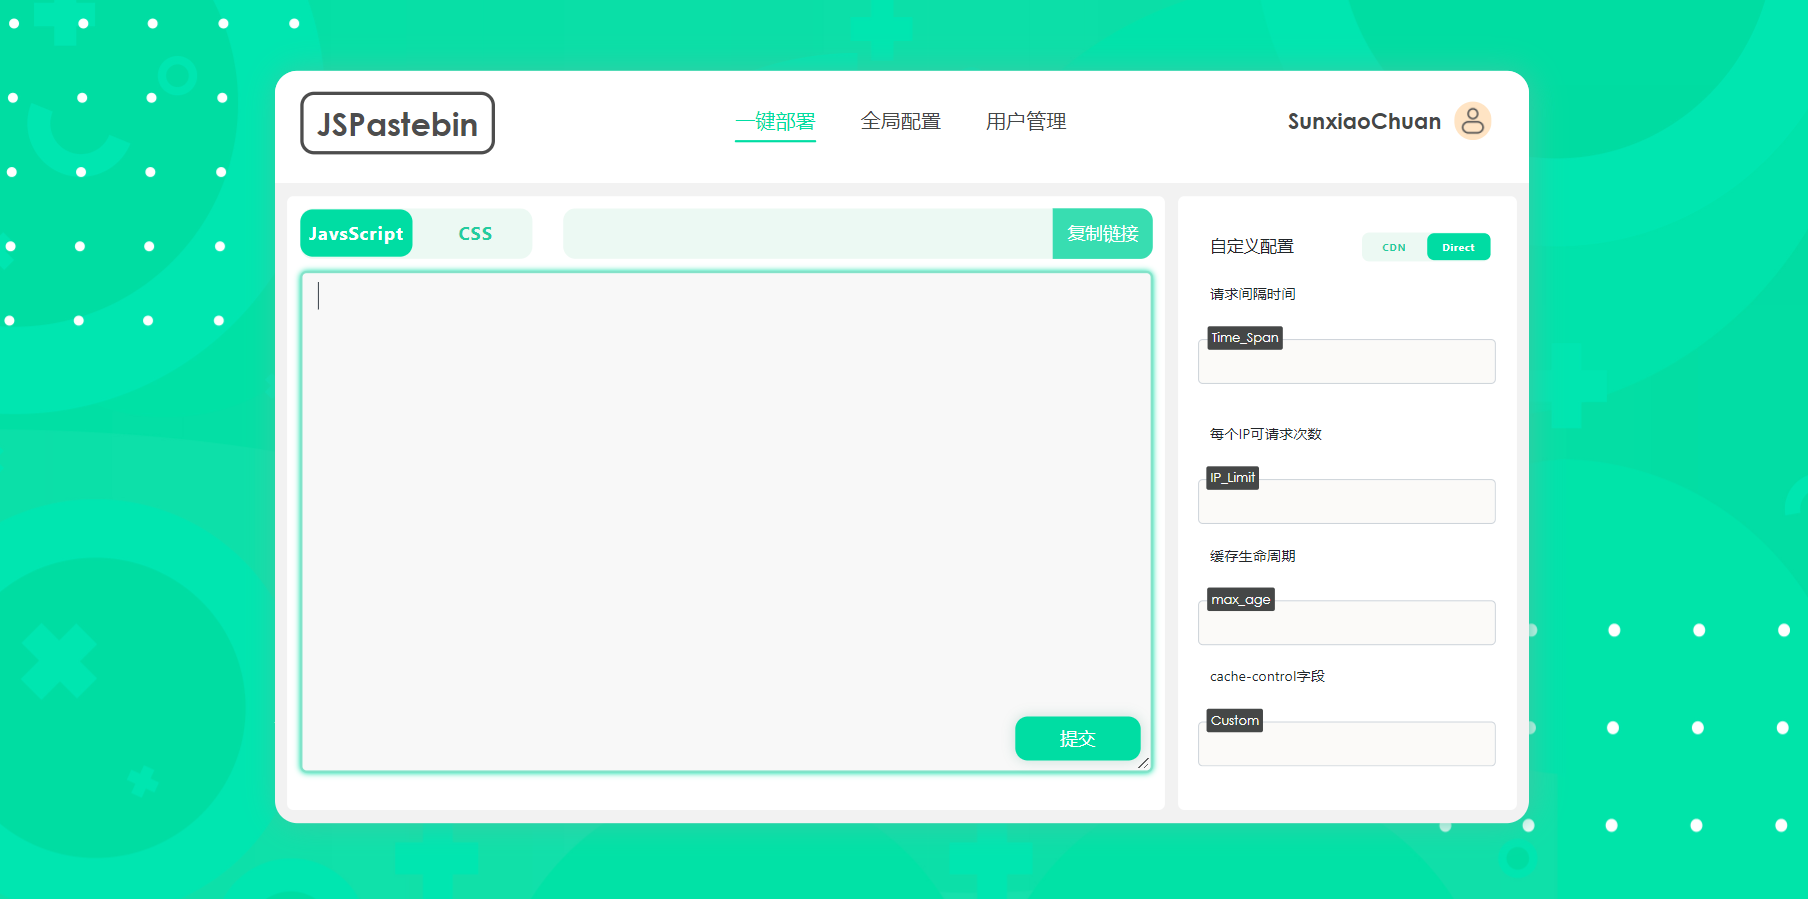 JSPastebin
一键部署
全局配置
用户管理
SunxiaoChuan
JavsScript
CSS
复制链接
提交
自定义配置
CDN
Direct
请求间隔时间
Time_Span
每个IP可请求次数
IP_Limit
缓存生命周期
max_age
cache-control字段
Custom